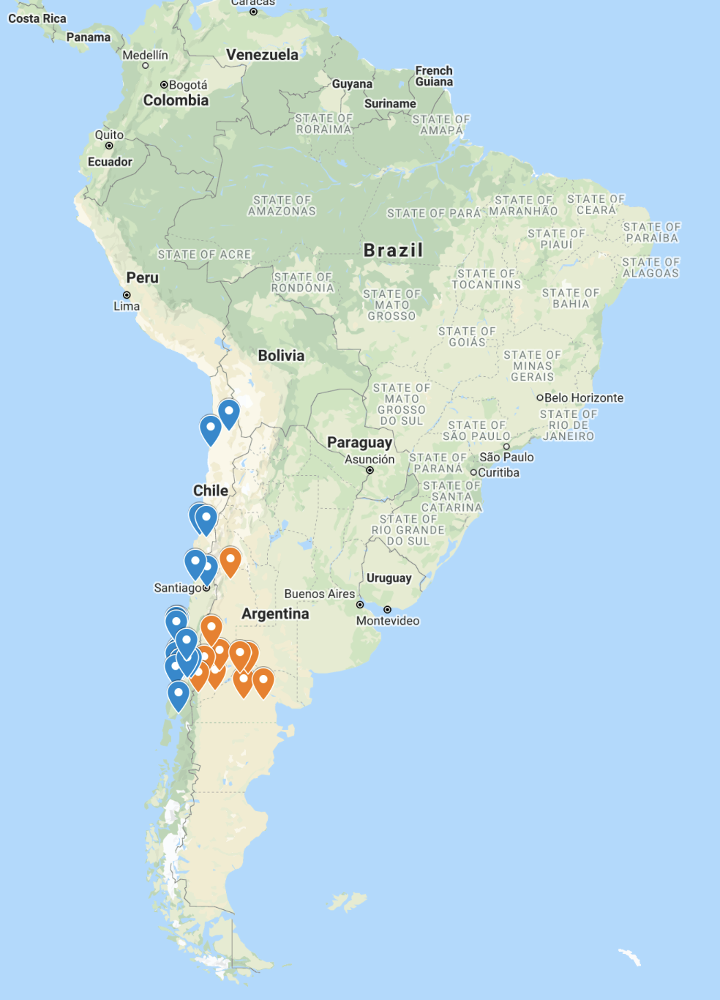 Caracas
Costa Rica
Panama
Medellín
Venezuela
Bogotá
Colombia
Guyana
French
Guiana
Suriname
STATE OF
RORAIMA
STATE OF
AMAPÁ
Quito
Ecuador
STATE OF
AMAZONAS
STATE OF PARÁ
STATE OF
MARANHÃO
STATE OF
CEARÁ
STATE OF
PIAUÍ
STATE OF
PARAÍBA
Brazil
STATE OF ACRE
STATE OF
ALAGOAS
Peru
STATE OF
RONDÔNIA
STATE OF
TOCANTINS
Lima
STATE OF
MATO
GROSSO
STATE OF
BAHIA
STATE OF
GOIÁS
Bolivia
STATE OF
MINAS
GERAIS
STATE OF
MATO
GROSSO
DO SUL
Belo Horizonte
STATE OF
RIO DE
JANEIRO
STATE OF
SÃO PAULO
Paraguay
Asunción
São Paulo
STATE OF
PARANÁ
Curitiba
Chile
STATE OF
SANTA
CATARINA
STATE OF
RIO GRANDE
DO SUL
Uruguay
Santiago
Buenos Aires
Argentina
Montevideo